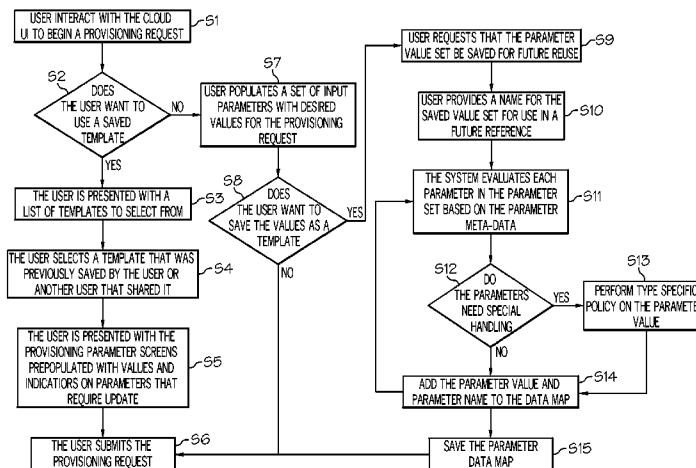 USER INTERACT WITH THE CLOUD
UI TO BEGIN A PROVISIONING REQUEST
S1
S2
DOES
THE USER WANT TO
USE A SAVED
TEMPLATE
NO
YES
S3
THE USER IS PRESENTED WITH A
LIST OF TEMPLATES TO SELECT FROM
S4
THE USER SELECTS A TEMPLATE THAT WAS
PREVIOUSLY SAVED BY THE USER OR
ANOTHER USER THAT SHARED IT
S5
THE USER IS PRESENTED WITH THE
PROVISIONING PARAMETER SCREENS
PREPOPULATED WITH VALUES AND
INDICATIORS ON PARAMETERS THAT
REQUIRE UPDATE
S6
THE USER SUBMITS THE
PROVISIONING REQUEST
S7
USER POPULATES A SET OF INPUT
PARAMETERS WITH DESIRED
VALUES FOR THE PROVISIONING
REQUEST
S8
DOES
THE USER WANT TO
SAVE THE VALUES AS A
TEMPLATE
YES
NO
S9
USER REQUESTS THAT THE PARAMETER
VALUE SET BE SAVED FOR FUTURE REUSE
S10
USER PROVIDES A NAME FOR THE
SAVED VALUE SET FOR USE IN A
FUTURE REFERENCE
S11
THE SYSTEM EVALUATES EACH
PARAMETER IN THE PARAMETER
SET BASED ON THE PARAMETER
META-DATA
S12
DO
THE PARAMETERS
NEED SPECIAL
HANDLING
YES
NO
S13
PERFORM TYPE SPECIFIC
POLICY ON THE PARAMETER
VALUE
S14
ADD THE PARAMETER VALUE AND
PARAMETER NAME TO THE DATA MAP
S15
SAVE THE PARAMETER
DATA MAP